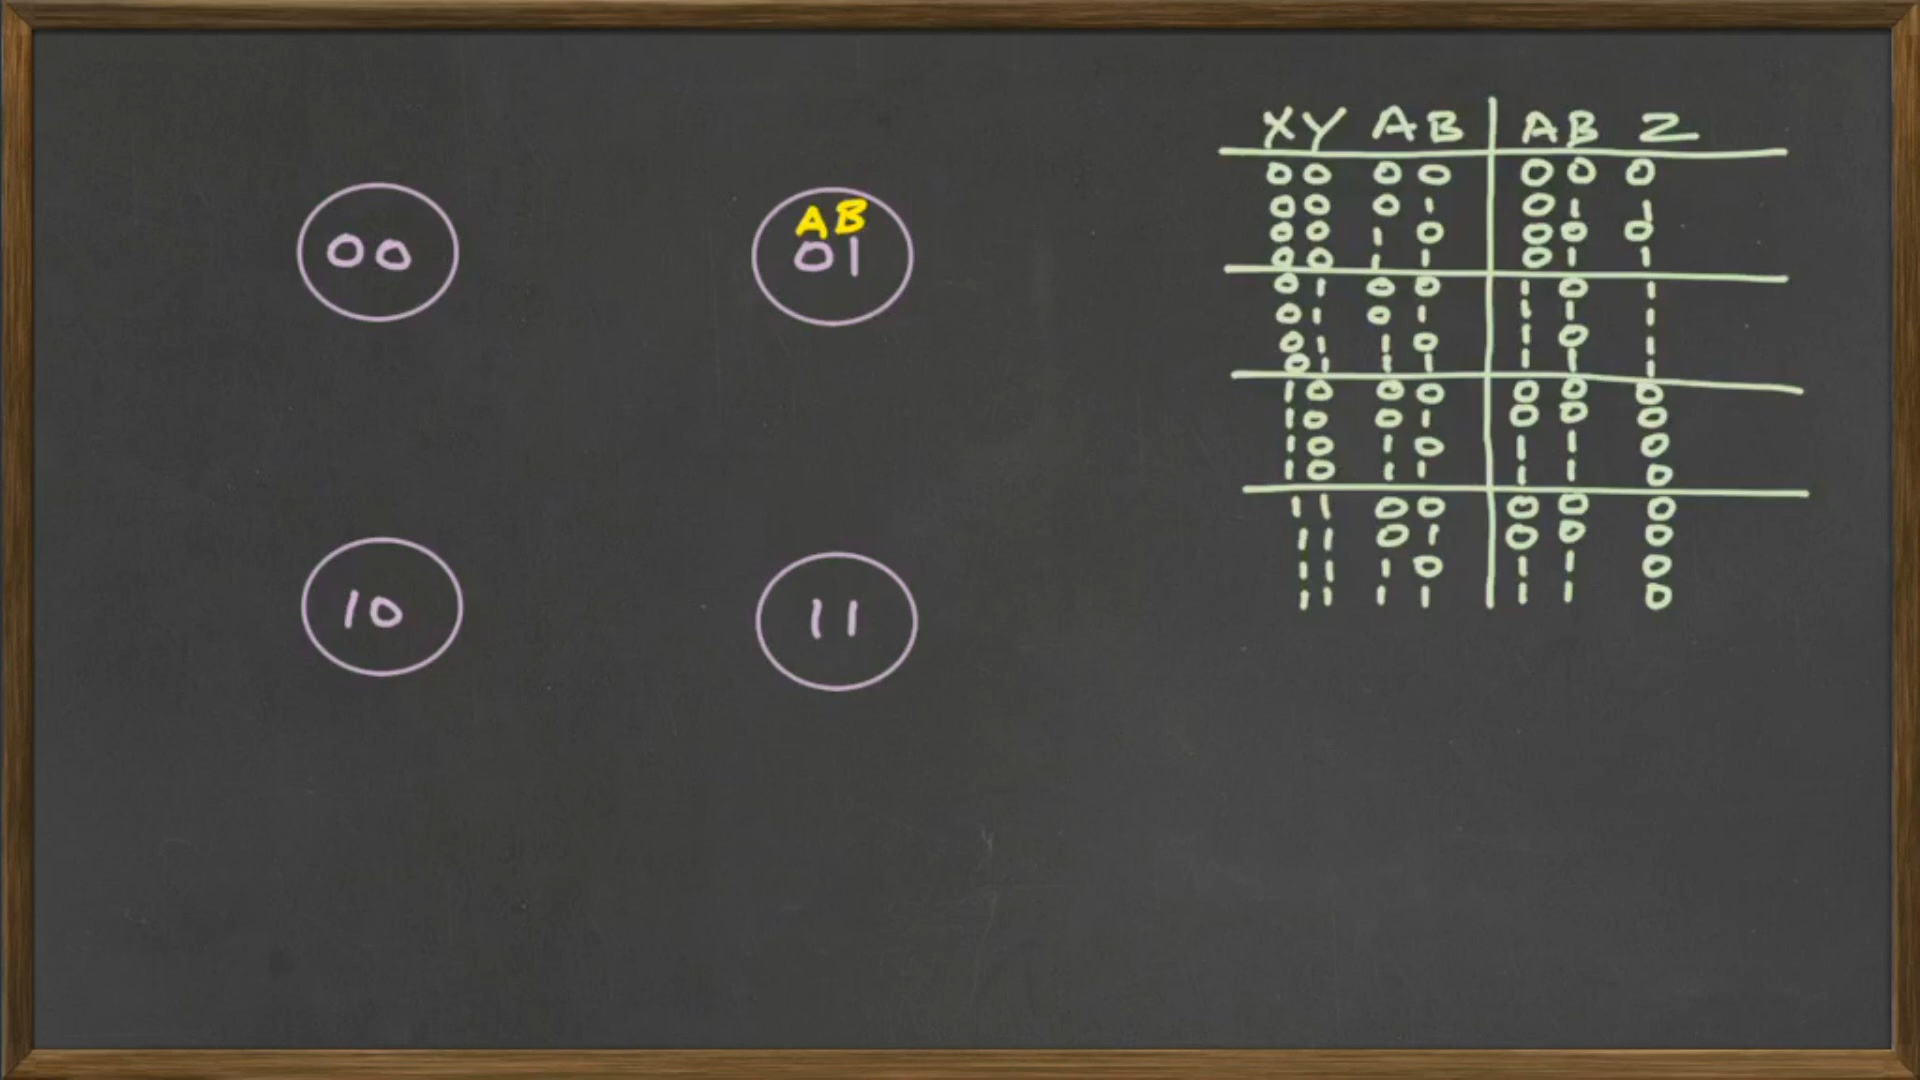 00
AB
01
10
11
XY AB AB Z
00 00 00 0
00 01 01 1
00 10 00 0
00 11 01 1
01 00 10 1
01 01 11 1
01 10 10 1
01 11 11 1
10 00 00 0
10 01 00 0
10 10 11 0
10 11 11 0
11 00 00 0
11 01 00 0
11 10 11 0
11 11 11 0